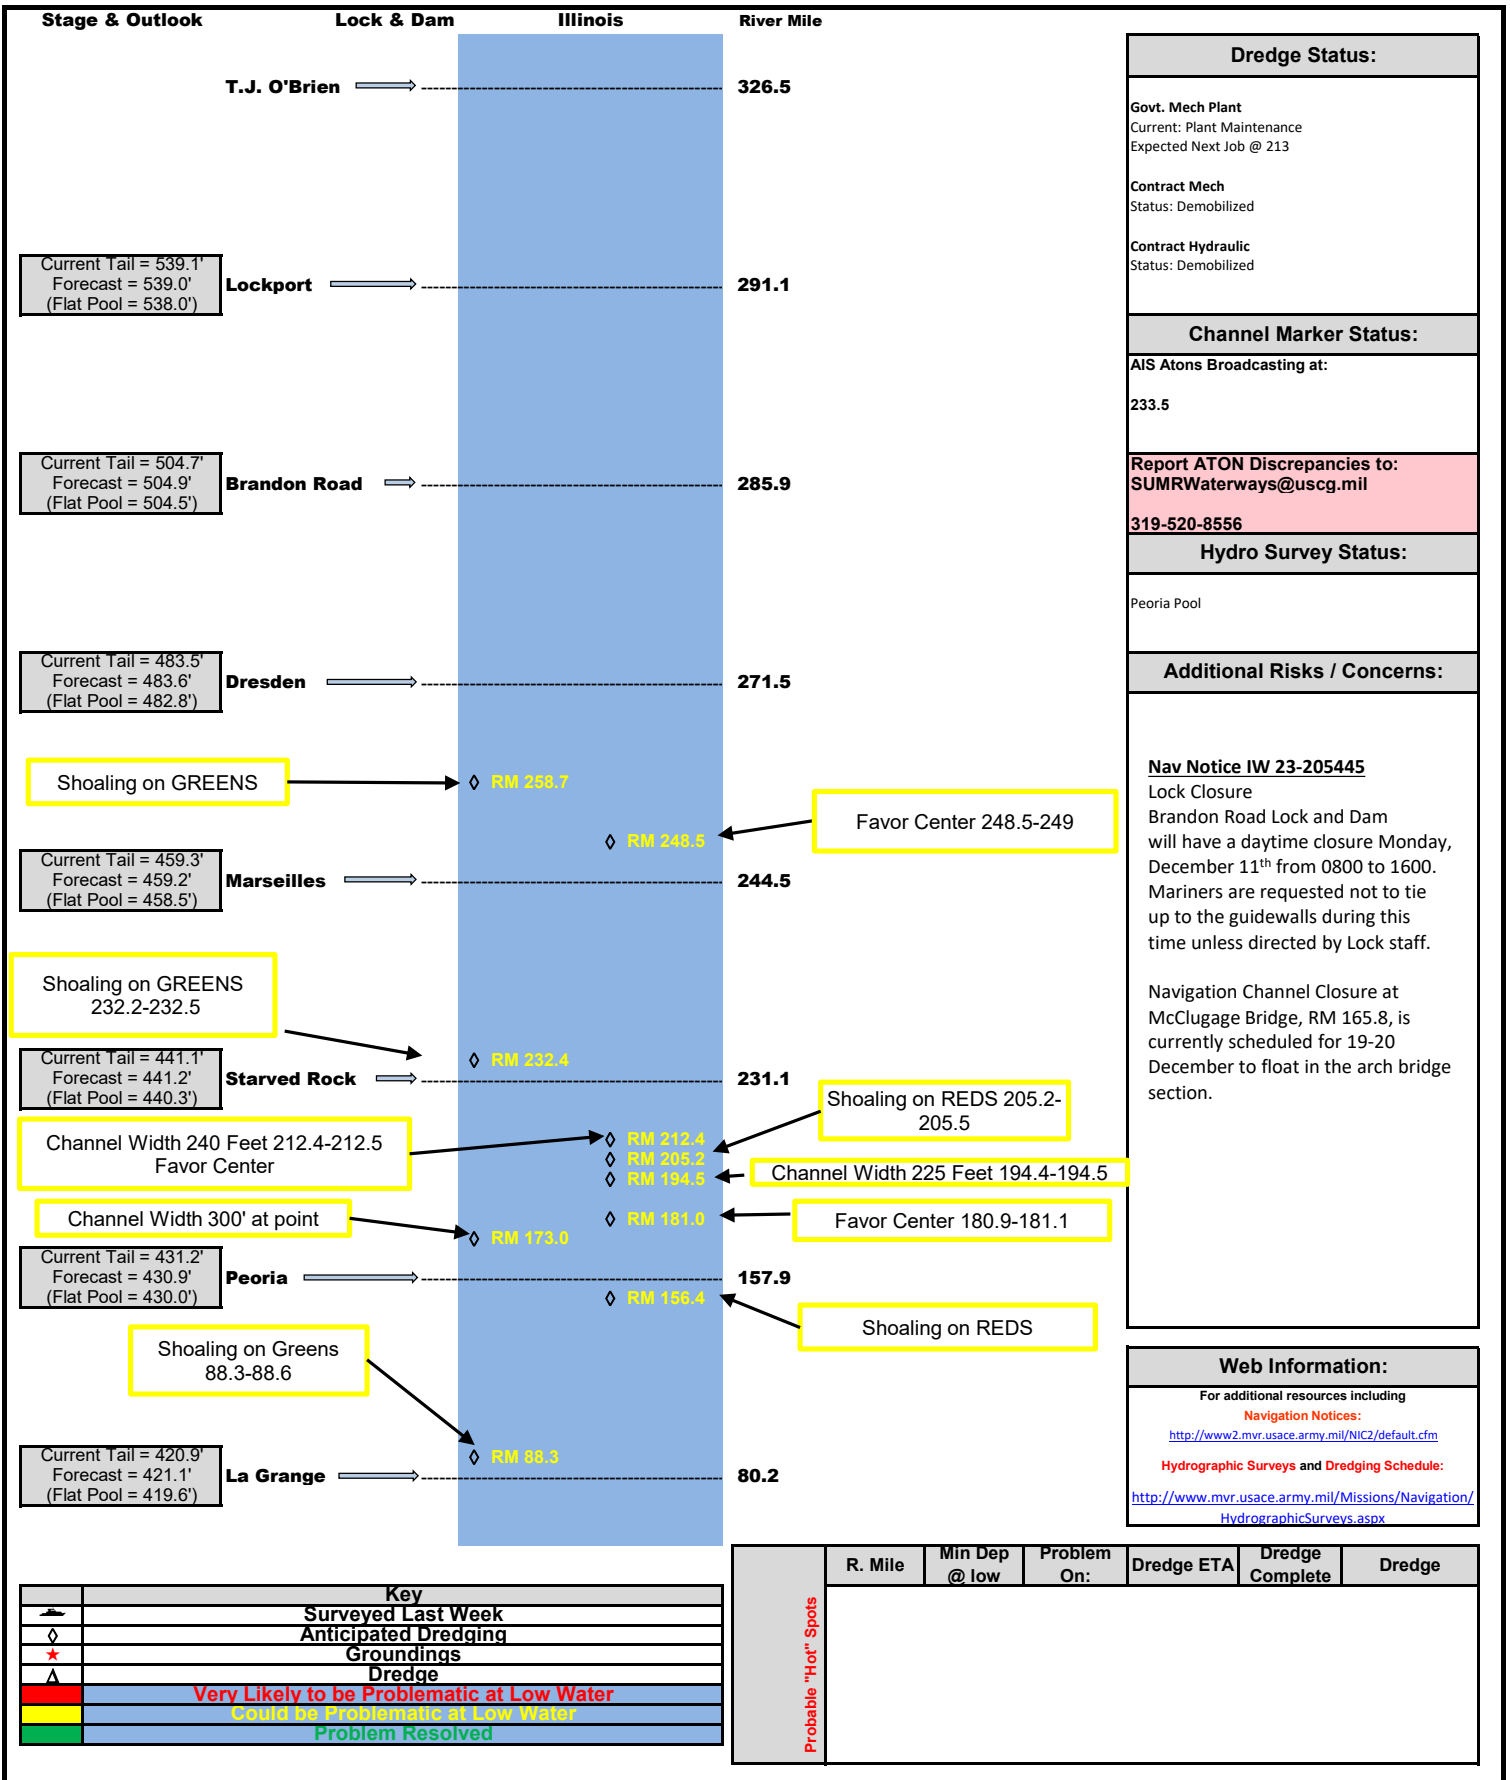 Stage & Outlook Lock & Dam Illinois River Mile
T.J. O'Brien 326.5
Current Tail = 539.1'
Forecast = 539.0'
(Flat Pool = 538.0')
Lockport 291.1
Current Tail = 504.7'
Forecast = 504.9'
(Flat Pool = 504.5')
Brandon Road 285.9
Current Tail = 483.5'
Forecast = 483.6'
(Flat Pool = 482.8')
Dresden 271.5
Shoaling on GREENS
RM 258.7
Favor Center 248.5-249
RM 248.5
Current Tail = 459.3'
Forecast = 459.2'
(Flat Pool = 458.5')
Marseilles 244.5
Shoaling on GREENS
232.2-232.5
RM 232.4
Current Tail = 441.1'
Forecast = 441.2'
(Flat Pool = 440.3')
Starved Rock 231.1
Shoaling on REDS 205.2-
205.5
Channel Width 240 Feet 212.4-212.5
Favor Center
RM 212.4
RM 205.2
RM 194.5
Channel Width 225 Feet 194.4-194.5
Channel Width 300' at point
RM 181.0
Favor Center 180.9-181.1
RM 173.0
Current Tail = 431.2'
Forecast = 430.9'
(Flat Pool = 430.0')
Peoria 157.9
RM 156.4
Shoaling on REDS
Shoaling on Greens
88.3-88.6
RM 88.3
Current Tail = 420.9'
Forecast = 421.1'
(Flat Pool = 419.6')
La Grange 80.2
Dredge Status:
Govt. Mech Plant
Current: Plant Maintenance
Expected Next Job @ 213
Contract Mech
Status: Demobilized
Contract Hydraulic
Status: Demobilized
Channel Marker Status:
AIS Atons Broadcasting at:
233.5
Report ATON Discrepancies to:
SUMRWaterways@uscg.mil
319-520-8556
Hydro Survey Status:
Peoria Pool
Additional Risks / Concerns:
Nav Notice IW 23-205445
Lock Closure
Brandon Road Lock and Dam
will have a daytime closure Monday,
December 11th from 0800 to 1600.
Mariners are requested not to tie
up to the guidewalls during this
time unless directed by Lock staff.
Navigation Channel Closure at
McClugage Bridge, RM 165.8, is
currently scheduled for 19-20
December to float in the arch bridge
section.
Web Information:
For additional resources including
Navigation Notices:
http://www2.mvr.usace.army.mil/NIC2/default.cfm
Hydrographic Surveys and Dredging Schedule:
http://www.mvr.usace.army.mil/Missions/Navigation/
HydrographicSurveys.aspx
Key
Surveyed Last Week
Anticipated Dredging
Groundings
Dredge
Very Likely to be Problematic at Low Water
Could be Problematic at Low Water
Problem Resolved
Probable "Hot" Spots
R. Mile
Min Dep
@ low
Problem
On:
Dredge ETA
Dredge
Complete
Dredge